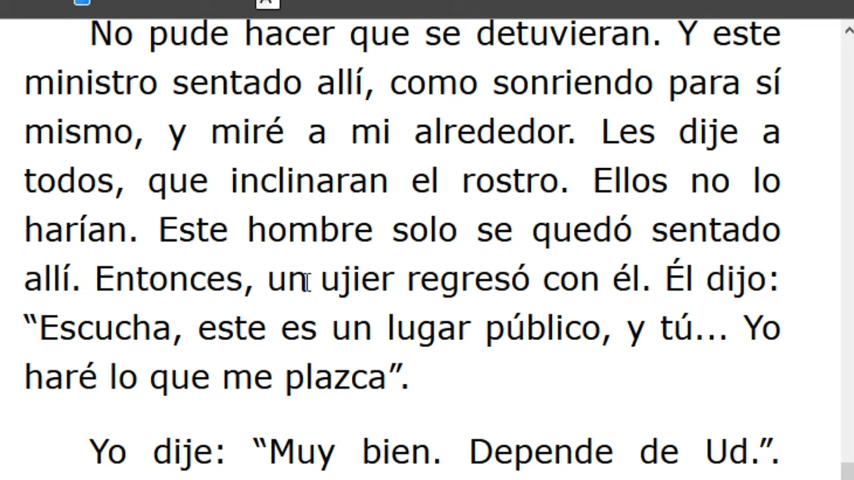 No pude hacer que se detuvieran. Y este
ministro sentado allí, como sonriendo para sí
mismo, y miré a mi alrededor. Les dije a
todos, que inclinaran el rostro. Ellos no lo
harían. Este hombre solo se quedó sentado
allí. Entonces, un ujier regresó con él. Él dijo:
“Escucha, este es un lugar público, y tú... Yo
haré lo que me plazca”.
Yo dije: “Muy bien. Depende de Ud.”.